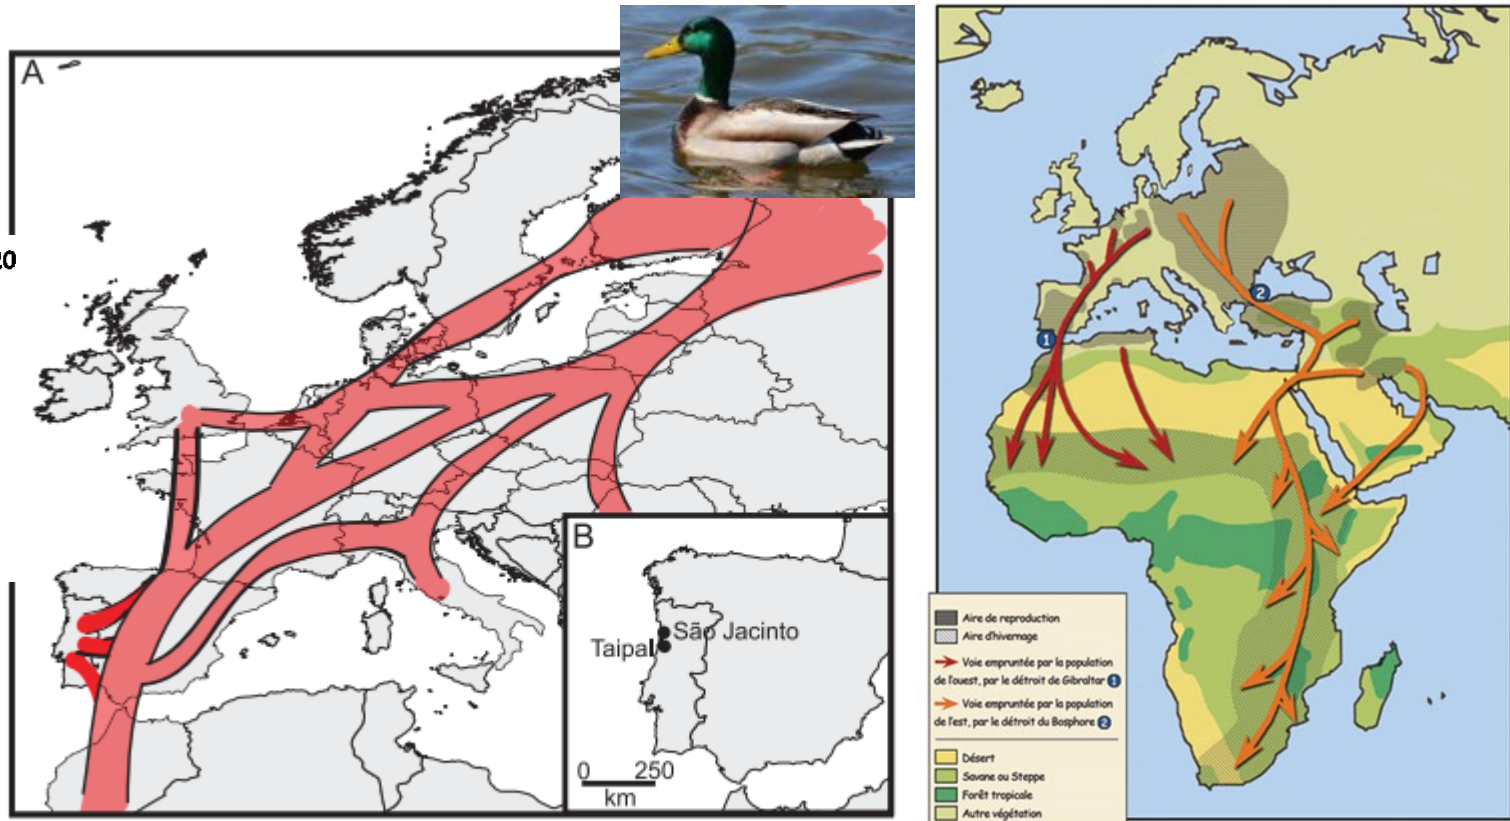 A
20
B
São Jacinto
Taipal
0 250
km
1
2
Aire de reproduction
Aire d'hivernage
Voie empruntée par la population
de l'ouest, par le détroit de Gibraltar 1
Voie empruntée par la population
de l'est, par le détroit du Bosphore 2
Désert
Savane ou Steppe
Forêt tropicale
Autre végétation